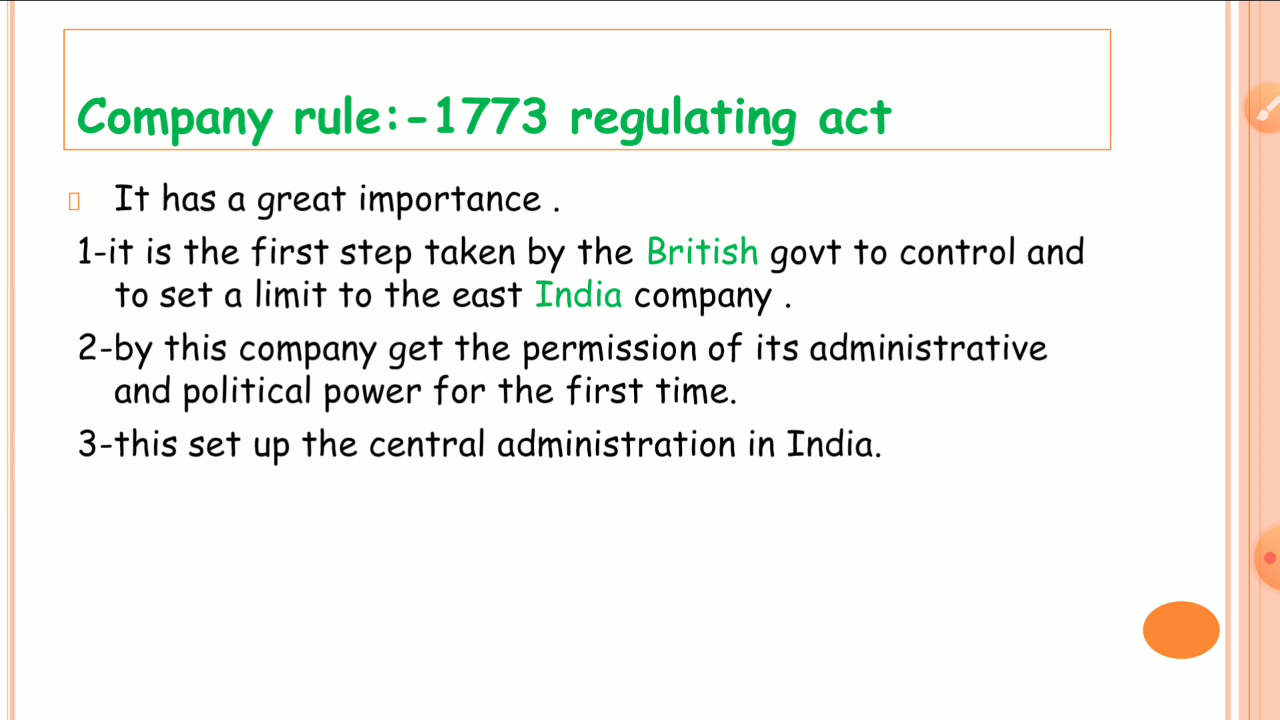 Company rule:-1773 regulating act
It has a great importance .
1-it is the first step taken by the British govt to control and
to set a limit to the east India company .
2-by this company get the permission of its administrative
and political power for the first time.
3-this set up the central administration in India.